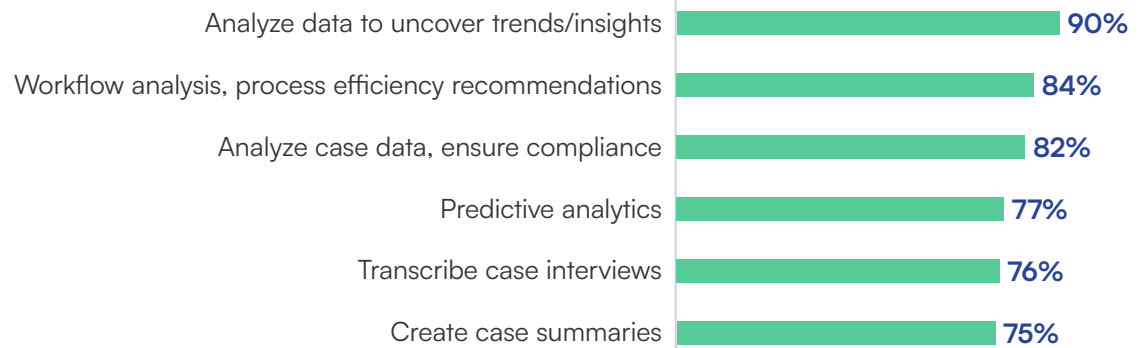 Analyze data to uncover trends/insights 90%
Workflow analysis, process efficiency recommendations 84%
Analyze case data, ensure compliance 82%
Predictive analytics 77%
Transcribe case interviews 76%
Create case summaries 75%